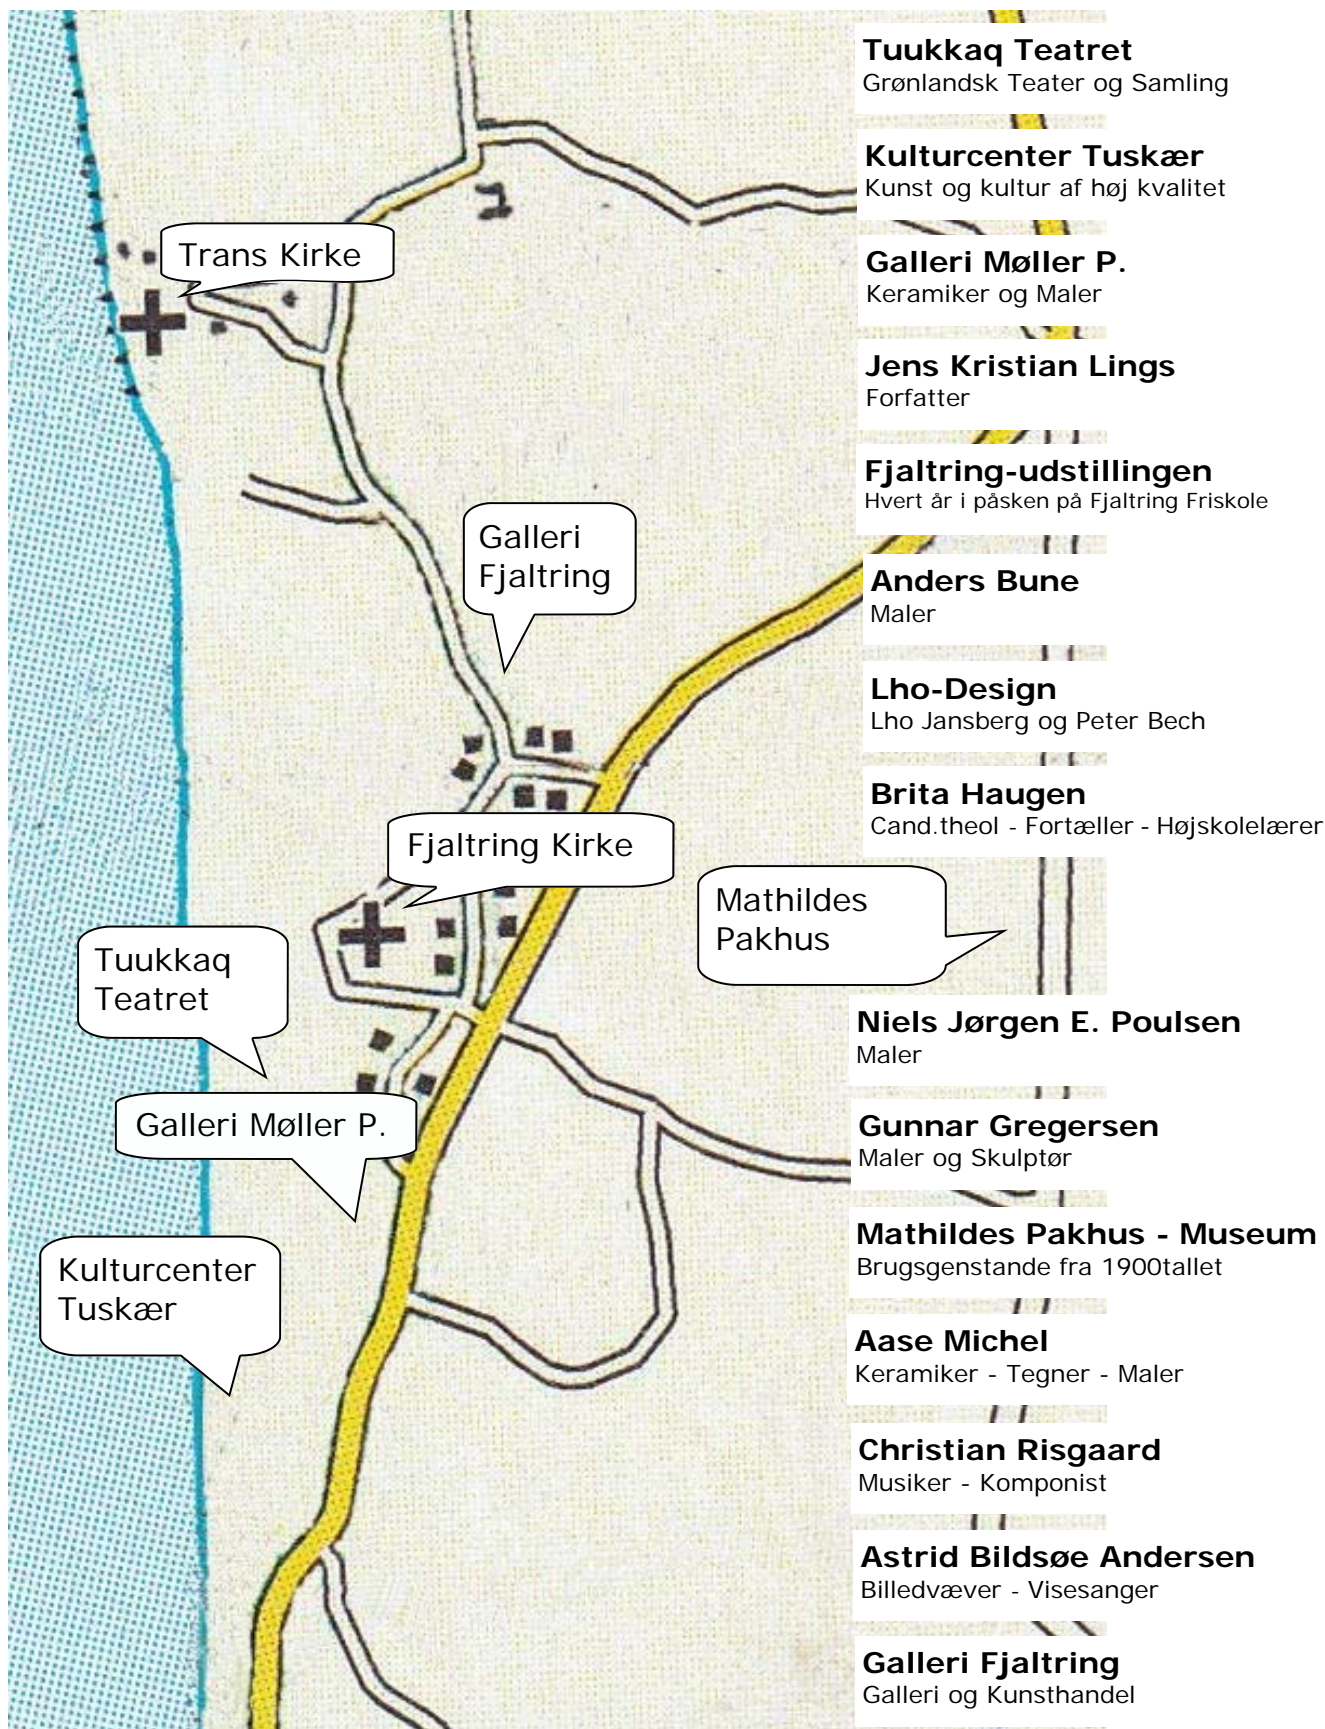 Tuukkaq Teatret
Grønlandsk Teater og Samling
Kulturcenter Tuskær
Kunst og kultur af høj kvalitet
Galleri Møller P.
Keramiker og Maler
Jens Kristian Lings
Forfatter
Fjaltring-udstillingen
Hvert år i påsken på Fjaltring Friskole
Anders Bune
Maler
Lho-Design
Lho Jansberg og Peter Bech
Brita Haugen
Cand.theol - Fortæller - Højskolelærer
Niels Jørgen E. Poulsen
Maler
Gunnar Gregersen
Maler og Skulptør
Mathildes Pakhus - Museum
Brugsgenstande fra 1900tallet
Aase Michel
Keramiker - Tegner - Maler
Christian Risgaard
Musiker - Komponist
Astrid Bildsøe Andersen
Billedvæver - Visesanger
Galleri Fjaltring
Galleri og Kunsthandel
Trans Kirke
Galleri
Fjaltring
Fjaltring Kirke
Mathildes
Pakhus
Tuukkaq
Teatret
Galleri Møller P.
Kulturcenter
Tuskær